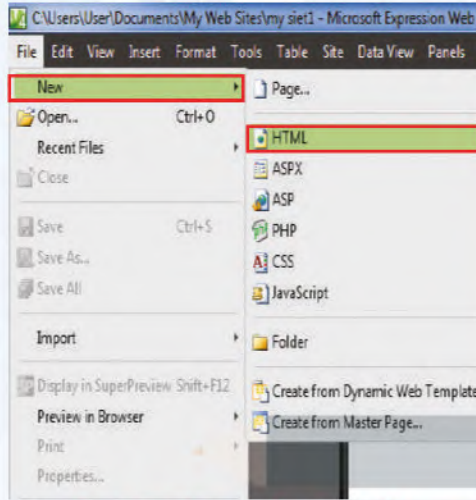 C:\Users\User\Documents\My Web Sites\my siet1 - Microsoft Expression Web
File Edit View Insert Format Tools Table Site Data View Panels
New
Open... Ctrl+O
Recent Files
Close
Save Ctrl+S
Save As...
Save All
Import
Display in SuperPreview Shift+F12
Preview in Browser
Print
Properties...
Page...
HTML
ASPX
ASP
PHP
CSS
JavaScript
Folder
Create from Dynamic Web Template
Create from Master Page...